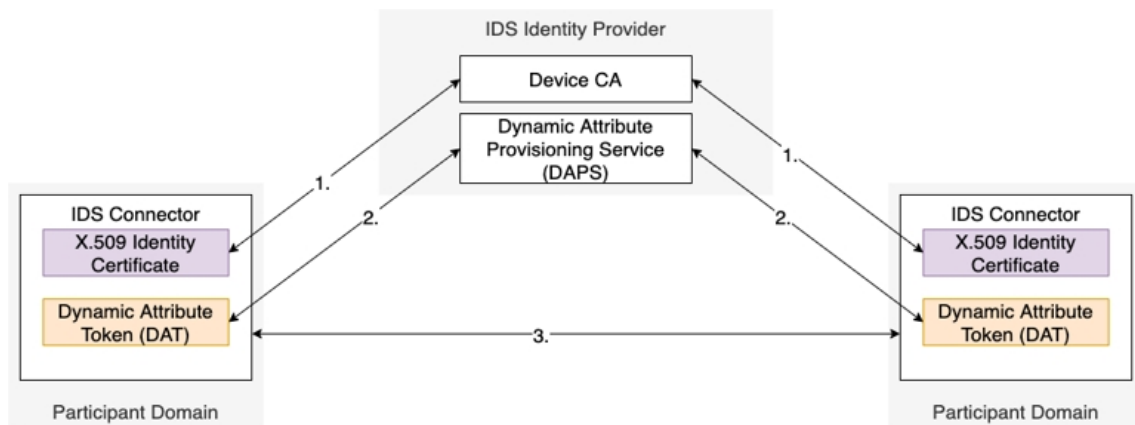 IDS Identity Provider
Device CA
Dynamic Attribute
Provisioning Service
(DAPS)
1.
1.
2.
2.
IDS Connector
X.509 Identity
Certificate
Dynamic Attribute
Token (DAT)
Participant Domain
3.
IDS Connector
X.509 Identity
Certificate
Dynamic Attribute
Token (DAT)
Participant Domain